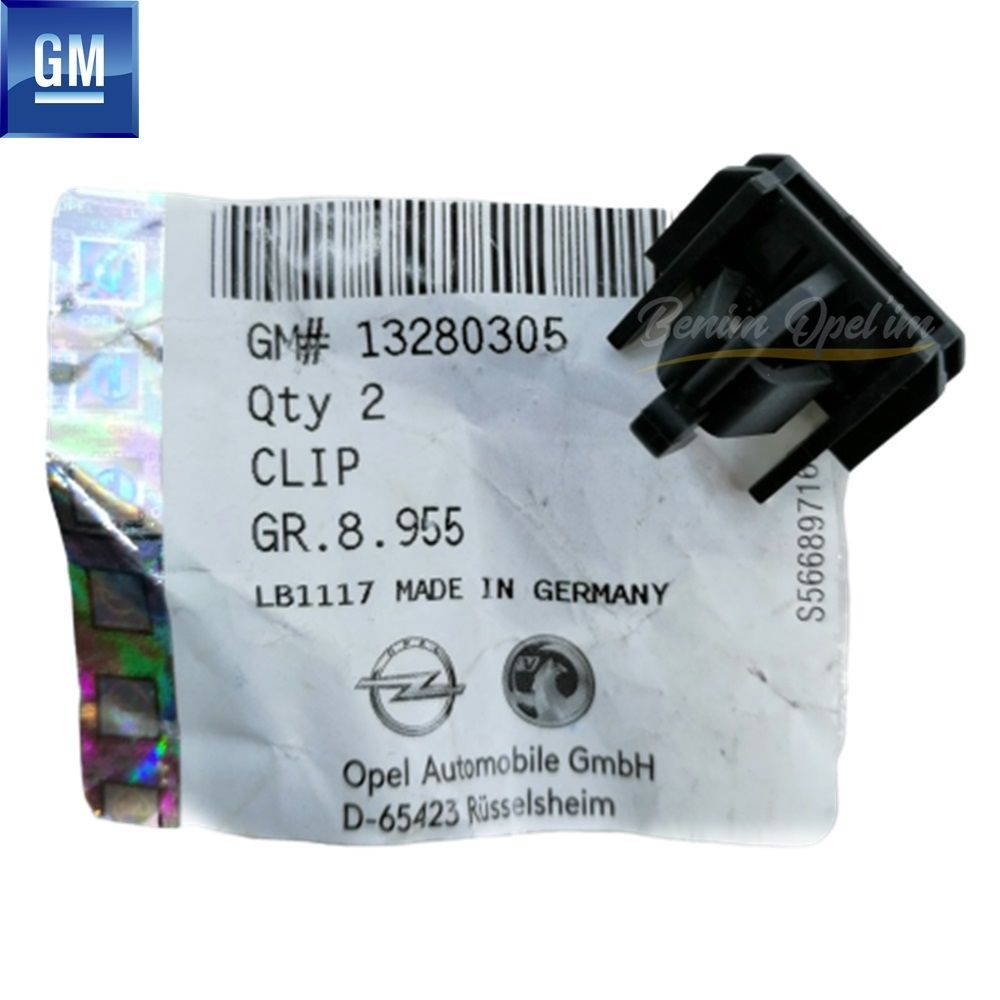 GM
GM# 13280305
Qty 2
CLIP
GR.8.955
LB1117 MADE IN GERMANY
OPEL
V
Opel Automobile GmbH
D-65423 Rüsselsheim
S56689716
Benim Opel'im